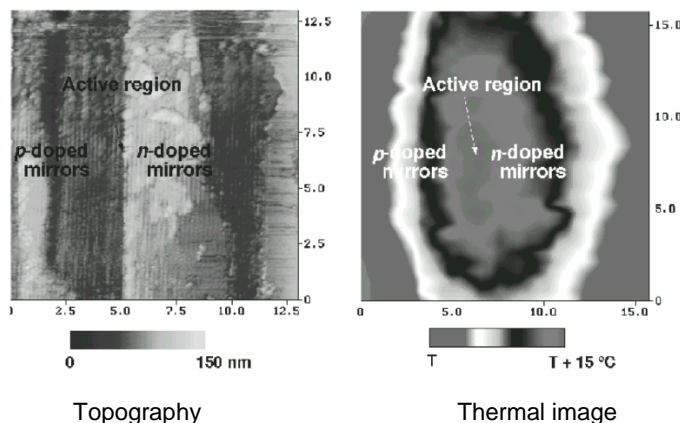 12.5
10.0
7.5
5.0
2.5
0
Active region
p-doped
mirrors
n-doped
mirrors
2.5 5.0 7.5 10.0 12.5
0 150 nm
Topography
15.0
10.0
5.0
0
Active region
p-doped
mirrors
n-doped
mirrors
0 5.0 10.0 15.0
T T + 15 ºC
Thermal image